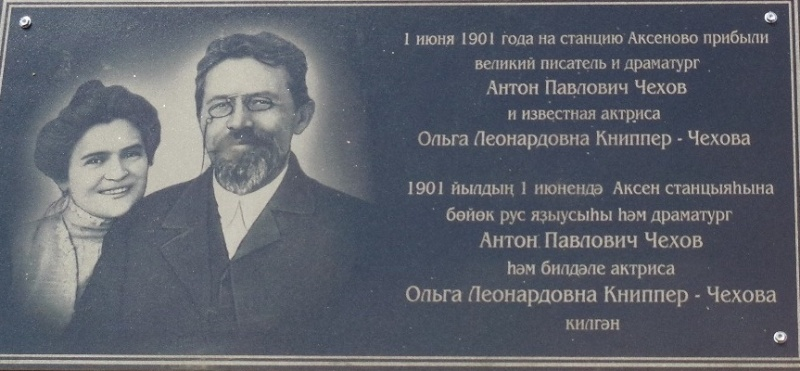 1 июня 1901 года на станцию Аксеново прибыли
великий писатель и драматург
Антон Павлович Чехов
и известная актриса
Ольга Леонардовна Книппер - Чехова
1901 йылдың 1 июнендә Аксен станцыяһына
бөйөк рус яҙыусыһы һәм драматург
Антон Павлович Чехов
һәм билдәле актриса
Ольга Леонардовна Книппер - Чехова
килгән